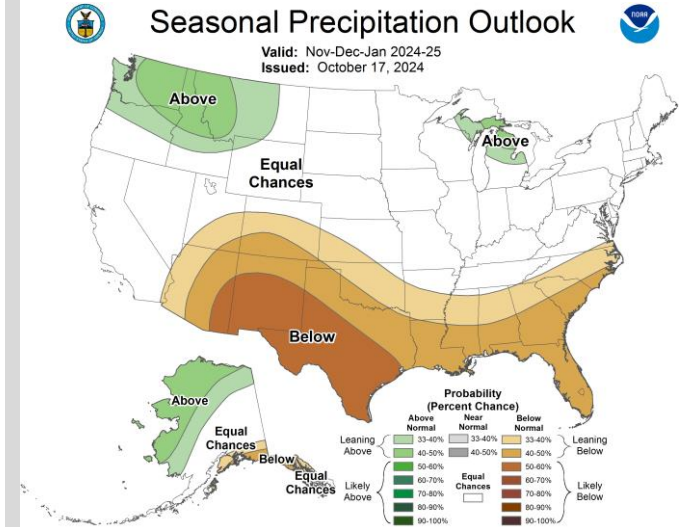 Seasonal Precipitation Outlook
NOAA
Valid: Nov-Dec-Jan 2024-25
Issued: October 17, 2024
Above
Above
Equal
Chances
Below
Above
Equal
Chances
Below
Equal
Chances
Probability
(Percent Chance)
Above
Normal
Near
Normal
Below
Normal
Leaning
Above
33-40%
33-40%
33-40%
Leaning
Below
40-50%
40-50%
40-50%
Likely
Above
50-60%
Equal
Chances
50-60%
Likely
Below
60-70%
60-70%
70-80%
70-80%
80-90%
80-90%
90-100%
90-100%